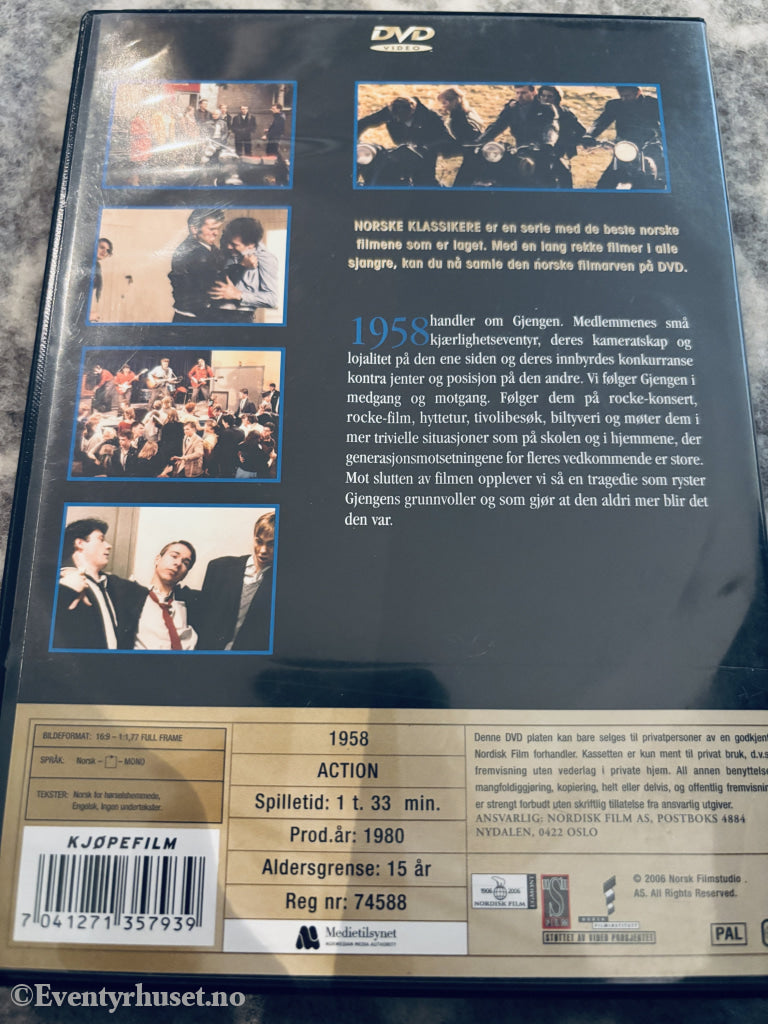 DVD
VIDEO
NORSKE KLASSIKERE er en serie med de beste norske
filmene som er laget. Med en lang rekke filmer i alle
sjangre, kan du nå samle den norske filmarven på DVD.
1958 handler om Gjengen. Medlemmenes små
kjærlighetseventyr, deres kameratskap og
lojalitet på den ene siden og deres innbyrdes konkurranse
kontra jenter og posisjon på den andre. Vi følger Gjengen i
medgang og motgang. Følger dem på rocke-konsert,
rocke-film, hyttetur, tivolibesøk, biltyveri og møter dem i
mer trivielle situasjoner som på skolen og i hjemmene, der
generasjonsmotsetningene for fleres vedkommende er store.
Mot slutten av filmen opplever vi så en tragedie som ryster
Gjengens grunnvoller og som gjør at den aldri mer blir det
den var.
BILDEFORMAT: 16:9 – 1:1,77 FULL FRAME
SPRÅK: Norsk – MONO
TEKSTER: Norsk for hørselshemmede,
Engelsk, Ingen undertekster.
KJØPEFILM
7 041271 357939
1958
ACTION
Spilletid: 1 t. 33 min.
Prod.år: 1980
Aldersgrense: 15 år
Reg nr: 74588
Medietilsynet
NORWEGIAN MEDIA AUTHORITY
Denne DVD platen kan bare selges til privatpersoner av en godkjent
Nordisk Film forhandler. Kassetten er kun ment til privat bruk, d.v.s
fremvisning uten vederlag i private hjem. All annen benyttelse
mangfoldiggjøring, kopiering, helt eller delvis, og offentlig fremvisnin
er strengt forbudt uten skriftlig tillatelse fra ansvarlig utgiver.
ANSVARLIG: NORDISK FILM AS, POSTBOKS 4884
NYDALEN, 0422 OSLO
1906 2006
NORDISK FILM
NORSK
FILMINSTITUTT
STØTTET AV VIDEO PROSJEKTET
© 2006 Norsk Filmstudio .
AS. All Rights Reserved.
PAL
©Eventyrhuset.no